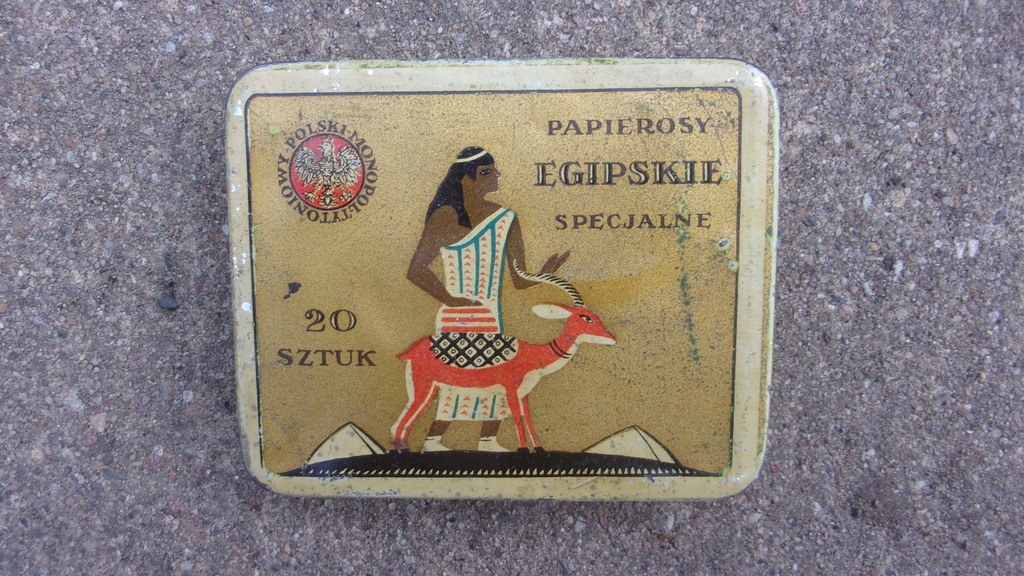 POLSKI·MONOPOL·TYTONIOWY
PAPIEROSY
EGIPSKIE
SPECJALNE
20
SZTUK